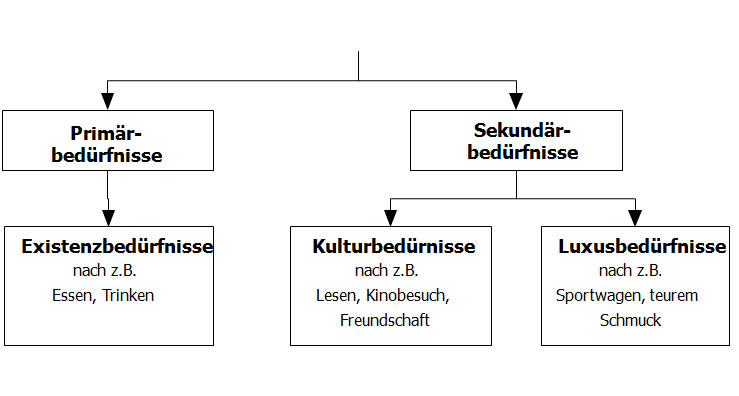 Primär-
bedürfnisse
Sekundär-
bedürfnisse
Existenzbedürfnisse
nach z.B.
Essen, Trinken
Kulturbedürnisse
nach z.B.
Lesen, Kinobesuch,
Freundschaft
Luxusbedürfnisse
nach z.B.
Sportwagen, teurem
Schmuck